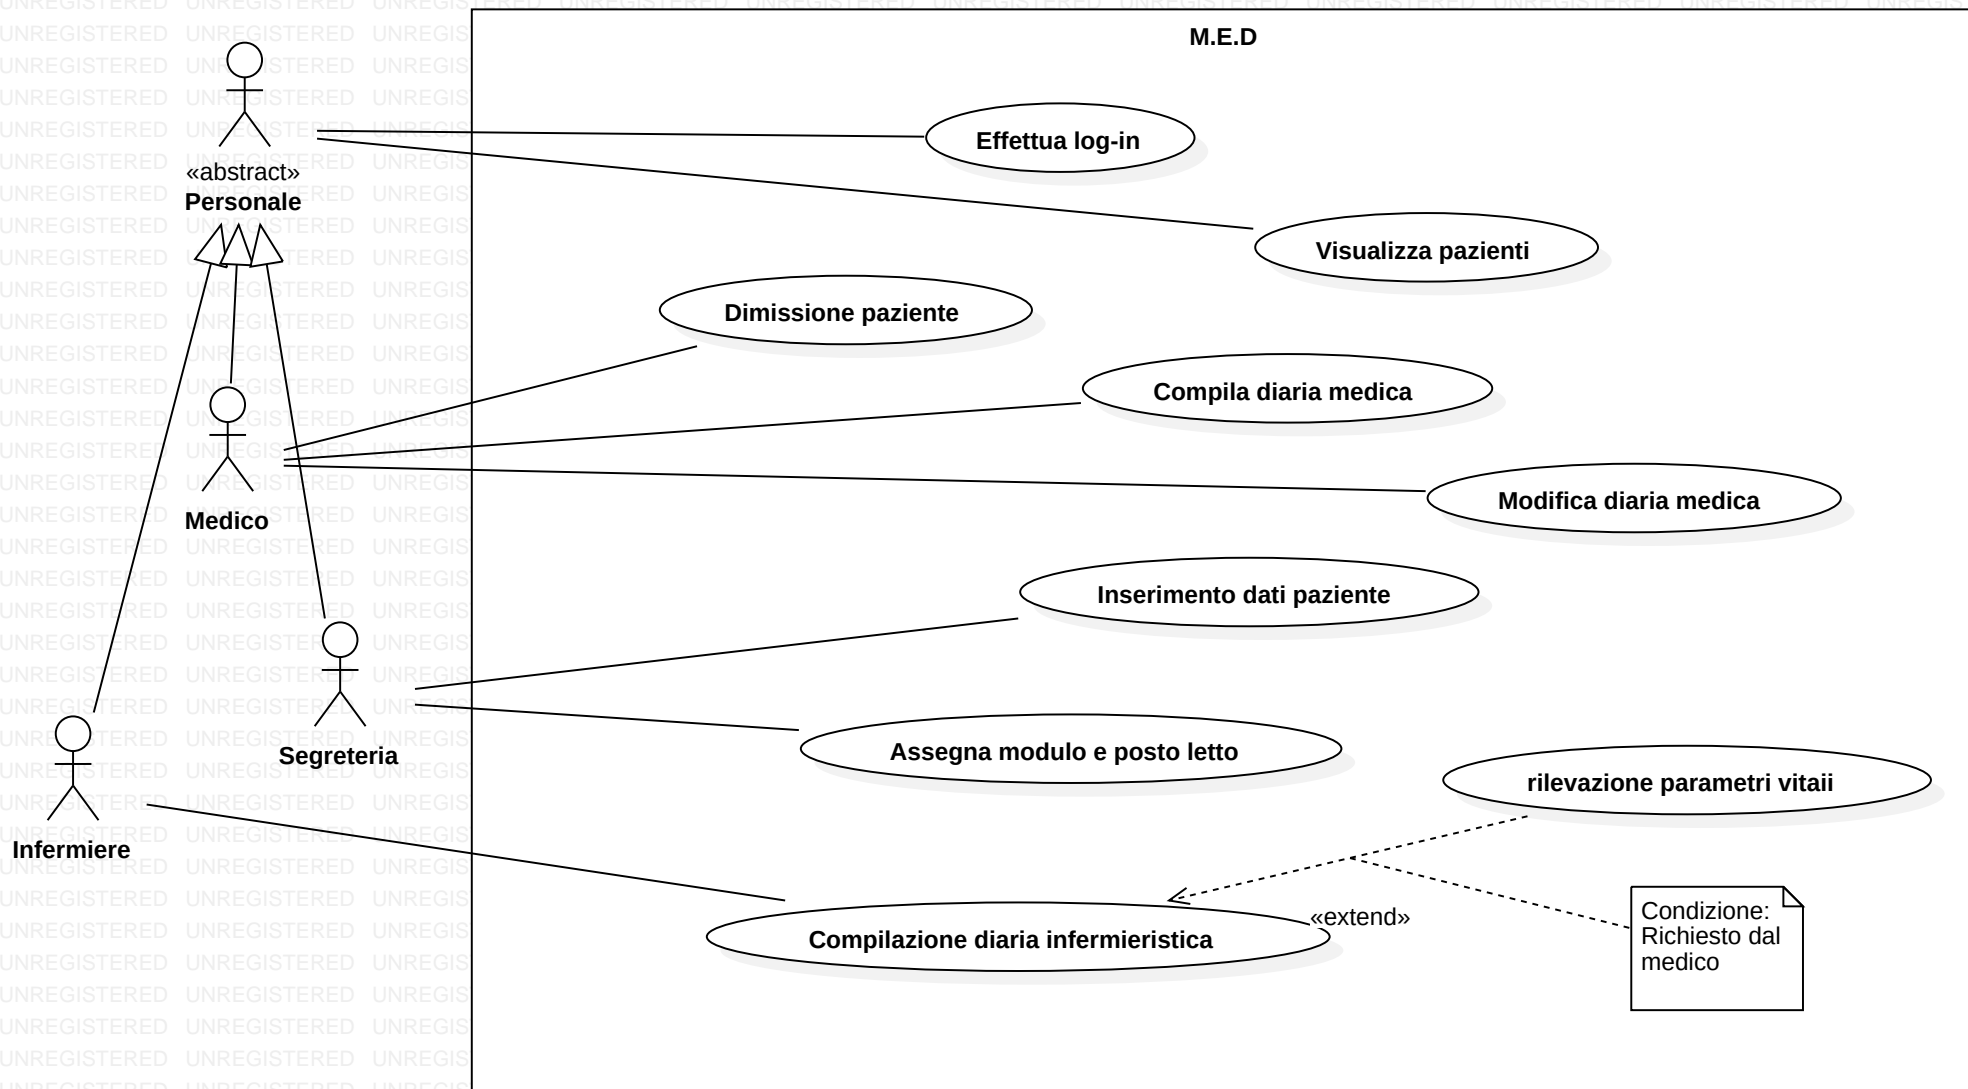 M.E.D
«abstract»
Personale
Effettua log-in
Visualizza pazienti
Dimissione paziente
Compila diaria medica
Medico
Modifica diaria medica
Inserimento dati paziente
Segreteria
Assegna modulo e posto letto
rilevazione parametri vitaii
Infermiere
Compilazione diaria infermieristica
«extend»
Condizione:
Richiesto dal
medico
UNREGISTERED